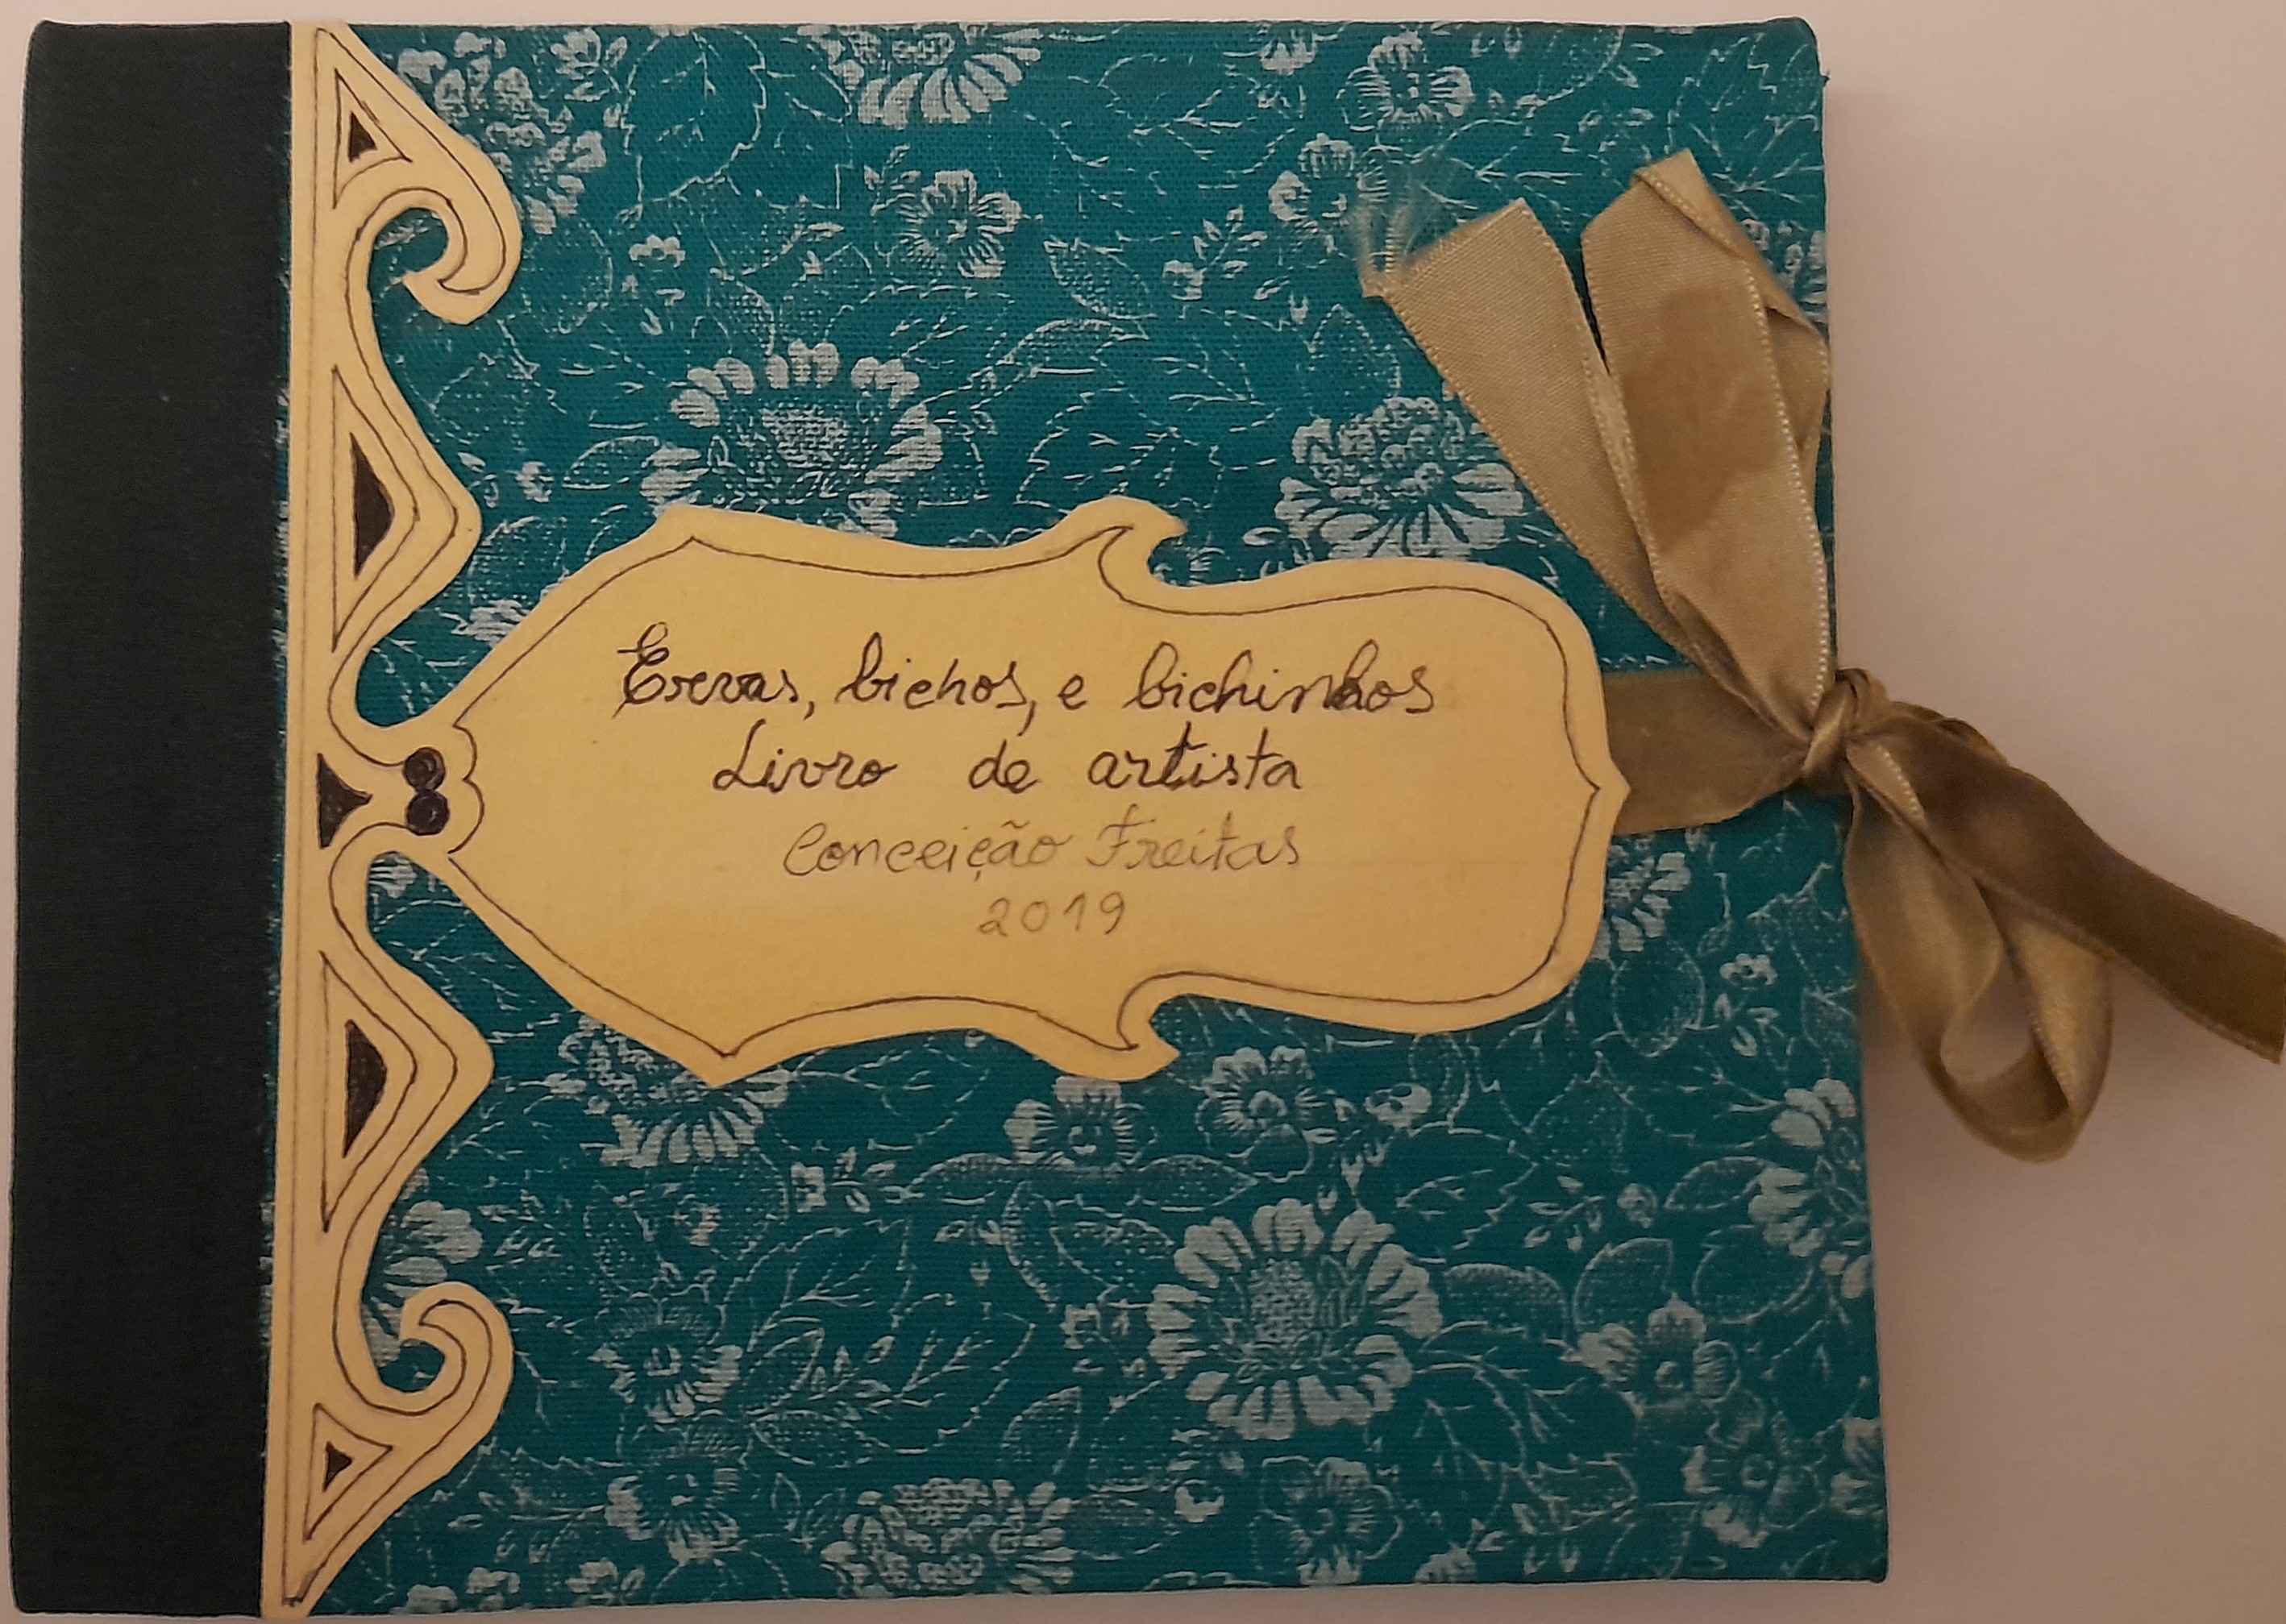 Ervas, bichos, e bichinhos
Livro de artista
Conceição Freitas
2019